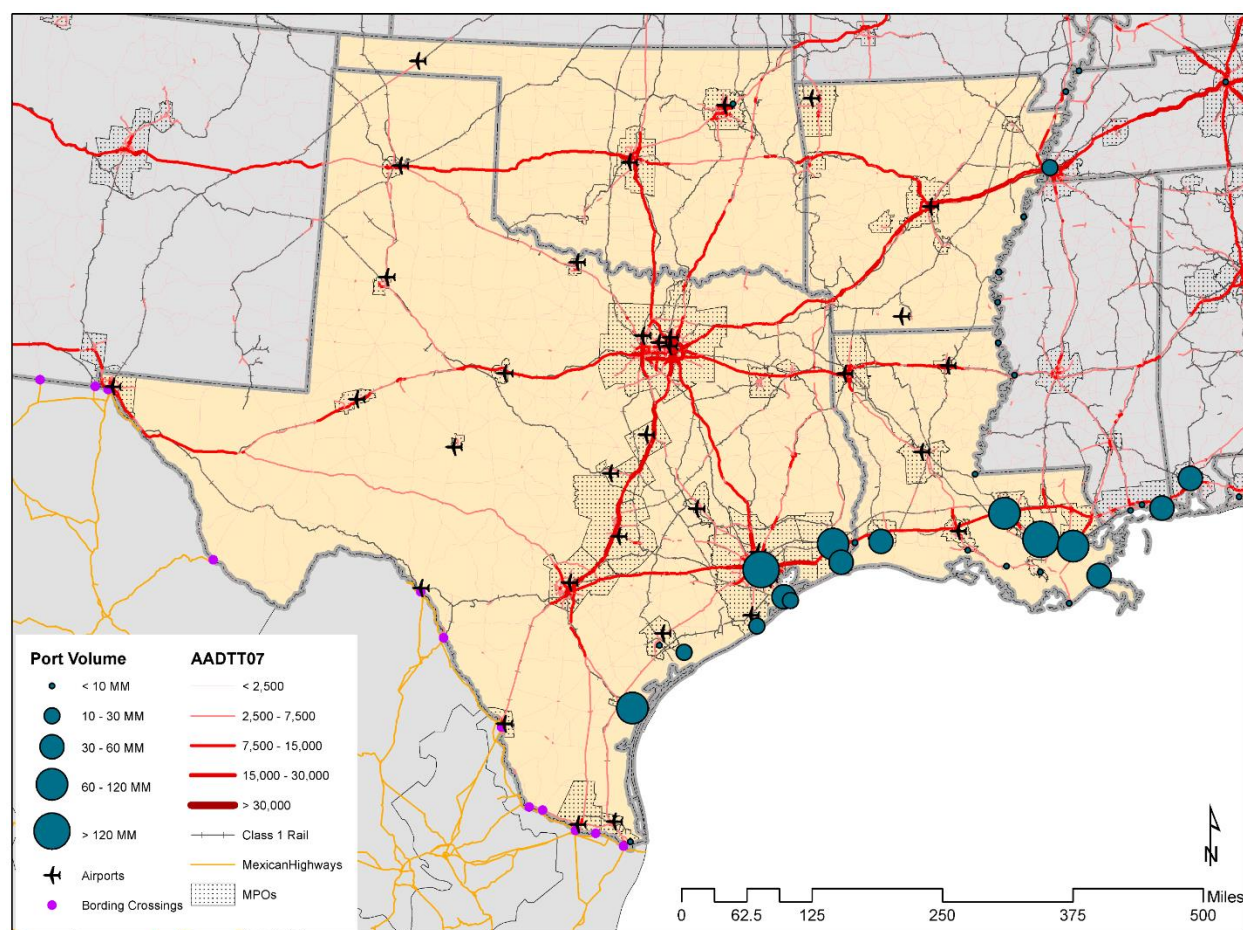 Port Volume
< 10 MM
10 - 30 MM
30 - 60 MM
60 - 120 MM
> 120 MM
Airports
Bording Crossings
AADTT07
< 2,500
2,500 - 7,500
7,500 - 15,000
15,000 - 30,000
> 30,000
Class 1 Rail
MexicanHighways
MPOs
N
Miles
0 62.5 125 250 375 500